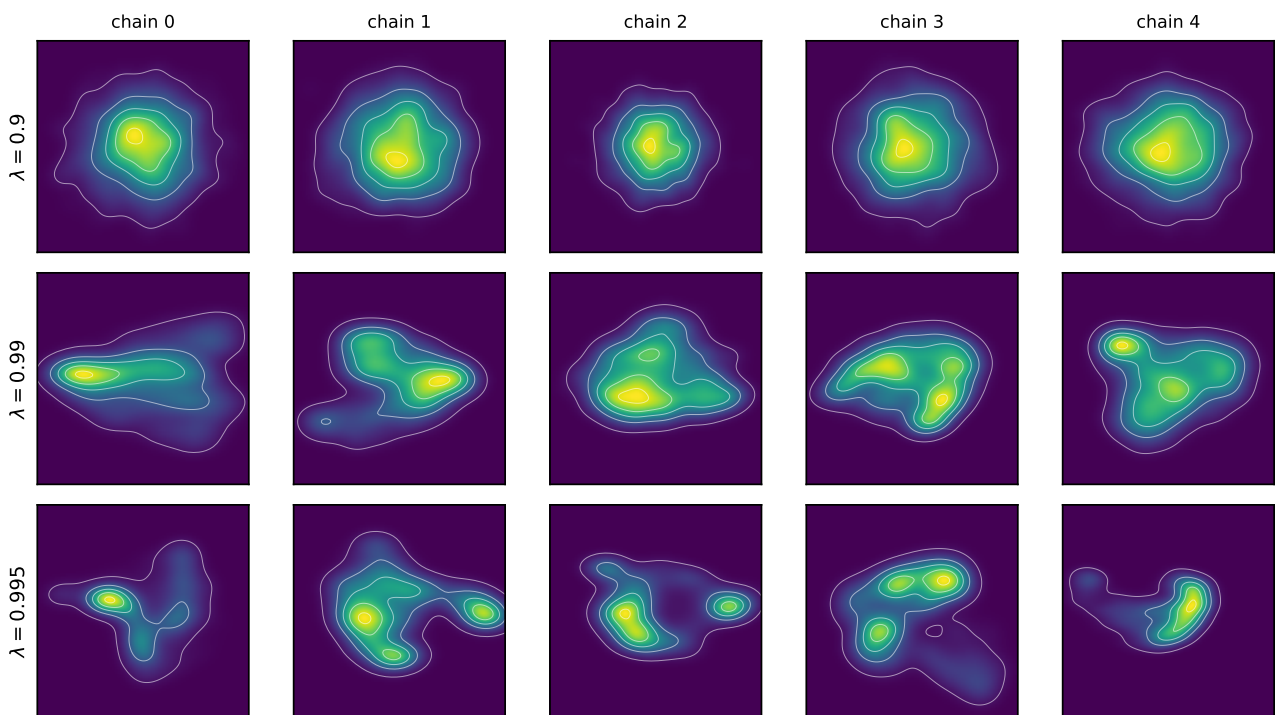 chain 0 chain 1 chain 2 chain 3 chain 4
λ = 0.9
λ = 0.99
λ = 0.995